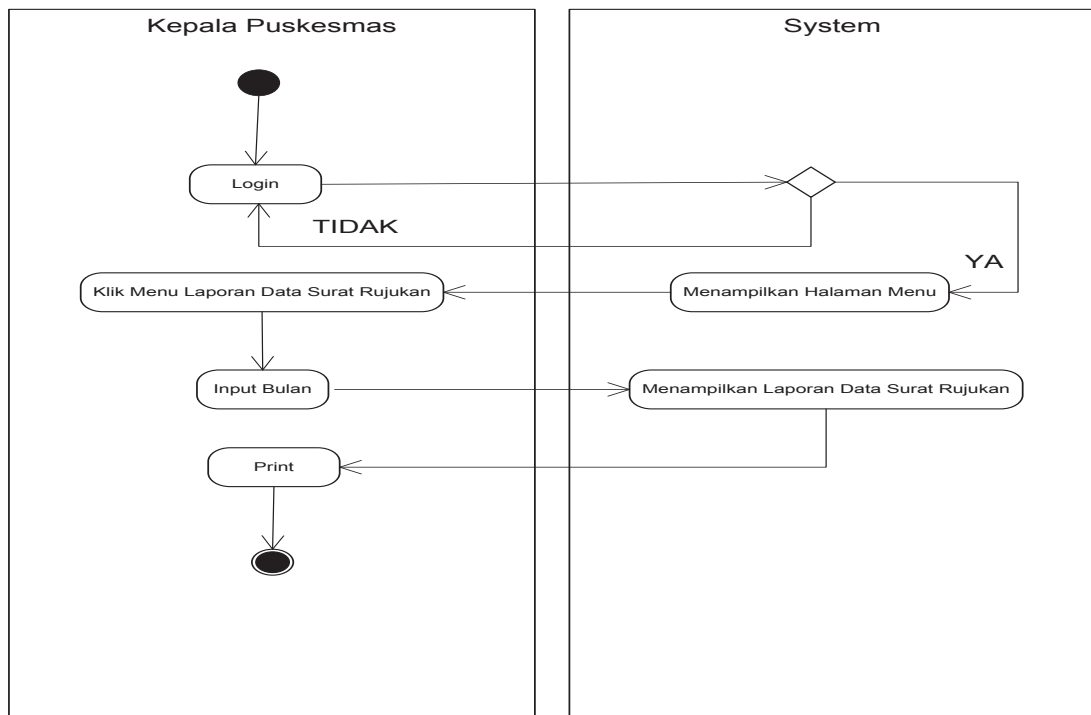 Kepala Puskesmas
System
Login
TIDAK
YA
Klik Menu Laporan Data Surat Rujukan
Menampilkan Halaman Menu
Input Bulan
Menampilkan Laporan Data Surat Rujukan
Print